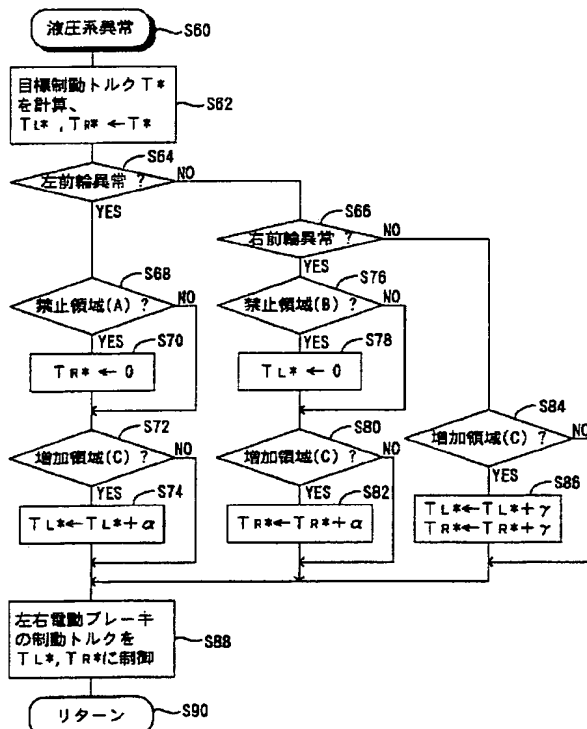 液圧系異常
S60
目標制動トルクT*
を計算、
TL*,TR*←T*
S62
S64
左前輪異常?
NO
YES
S66
右前輪異常?
NO
YES
S68
禁止領域(A)?
NO
YES
S76
禁止領域(B)?
NO
YES
S70
TR*←0
S78
TL*←0
S72
増加領域(C)?
NO
YES
S80
増加領域(C)?
NO
YES
S84
増加領域(C)?
NO
YES
S74
TL*←TL*+α
S82
TR*←TR*+α
S86
TL*←TL*+γ
TR*←TR*+γ
左右電動ブレーキ
の制動トルクを
TL*,TR*に制御
S88
リターン
S90